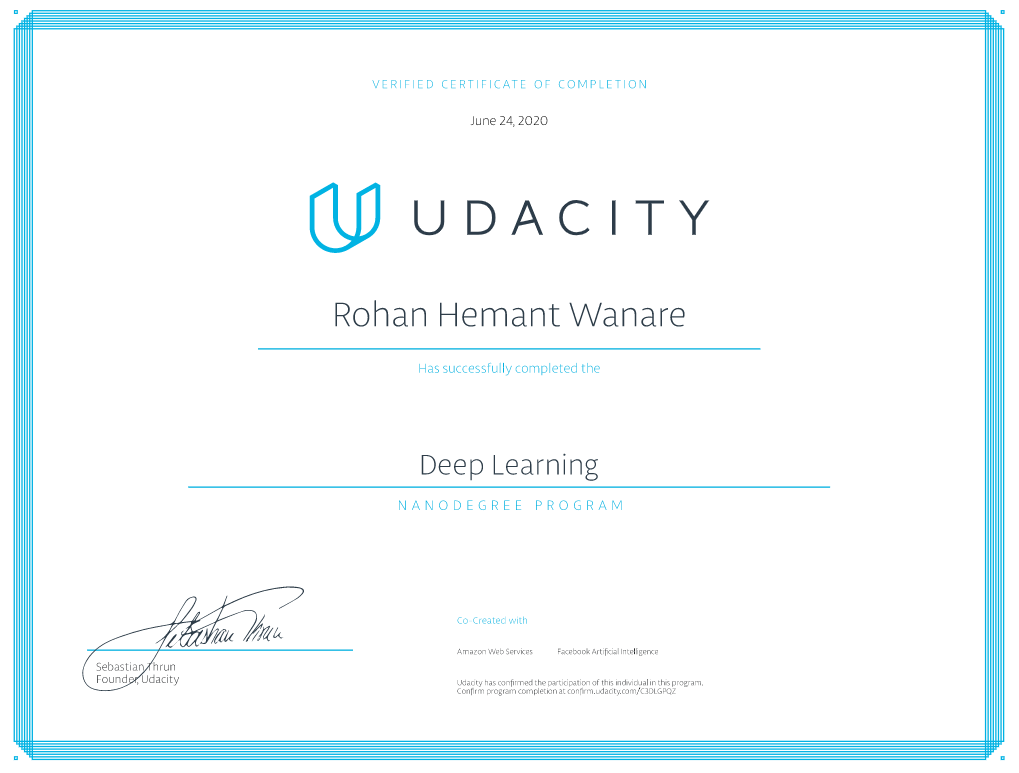 VERIFIED CERTIFICATE OF COMPLETION
June 24, 2020
UDACITY
Rohan Hemant Wanare
Has successfully completed the
Deep Learning
NANODEGREE PROGRAM
Sebastian Thrun
Sebastian Thrun
Founder, Udacity
Co-Created with
Amazon Web Services Facebook Artificial Intelligence
Udacity has confirmed the participation of this individual in this program.
Confirm program completion at confirm.udacity.com/C3DLGPQZ